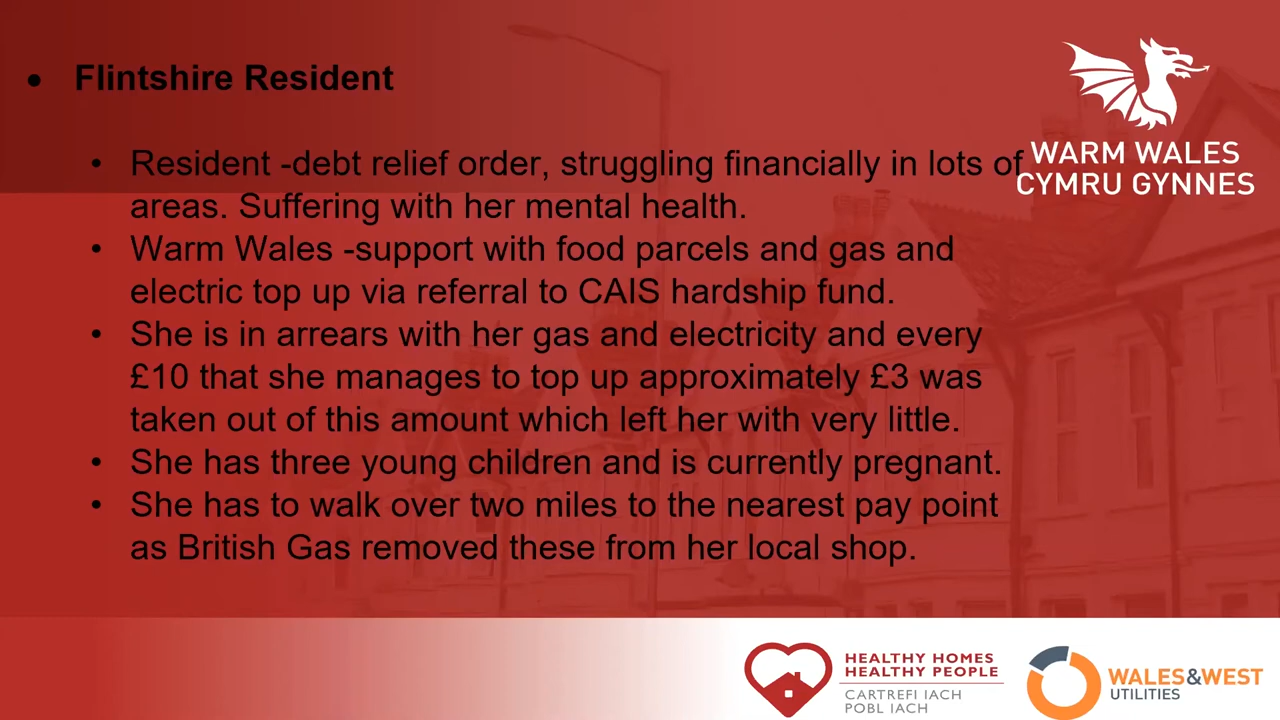 • Flintshire Resident
• Resident -debt relief order, struggling financially in lots of
areas. Suffering with her mental health.
• Warm Wales -support with food parcels and gas and
electric top up via referral to CAIS hardship fund.
• She is in arrears with her gas and electricity and every
£10 that she manages to top up approximately £3 was
taken out of this amount which left her with very little.
• She has three young children and is currently pregnant.
• She has to walk over two miles to the nearest pay point
as British Gas removed these from her local shop.
WARM WALES
CYMRU GYNNES
HEALTHY HOMES
HEALTHY PEOPLE
CARTREFI IACH
POBL IACH
WALES&WEST
UTILITIES